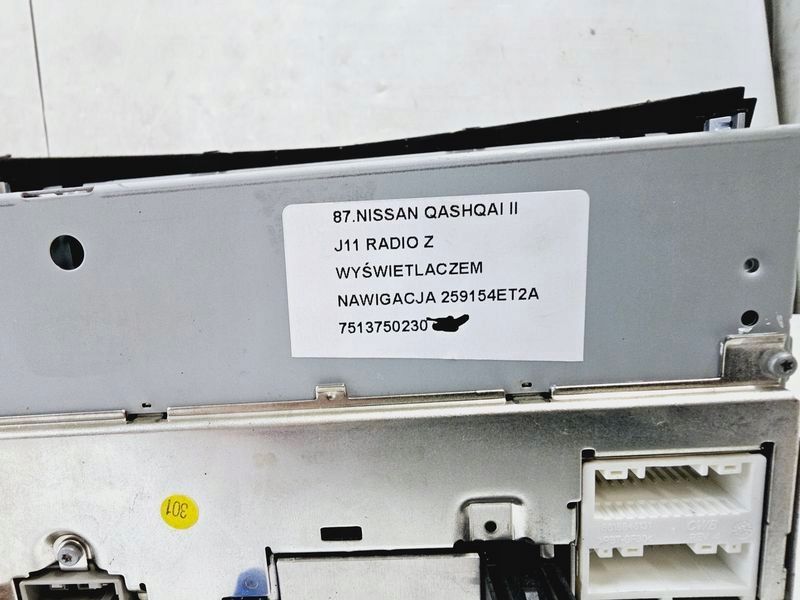 87.NISSAN QASHQAI II
J11 RADIO Z
WYŚWIETLACZEM
NAWIGACJA 259154ET2A
7513750230
301